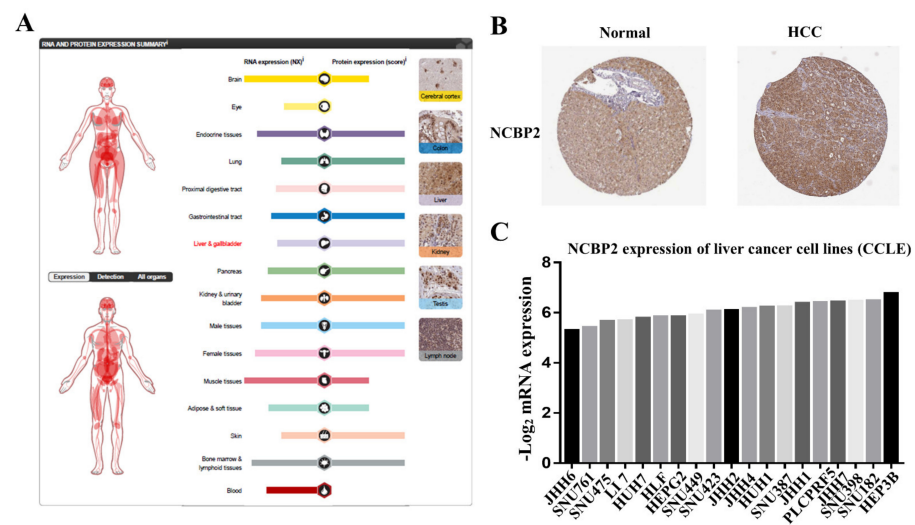 A
RNA AND PROTEIN EXPRESSION SUMMARYi
RNA expression (NX)i
Protein expression (score)i
Brain
Eye
Endocrine tissues
Lung
Proximal digestive tract
Gastrointestinal tract
Liver & gallbladder
Pancreas
Kidney & urinary
bladder
Male tissues
Female tissues
Muscle tissues
Adipose & soft tissue
Skin
Bone marrow &
lymphoid tissues
Blood
Expression
Detection
All organs
Cerebral cortex
Colon
Liver
Kidney
Testis
Lymph node
B
Normal
HCC
NCBP2
C
NCBP2 expression of liver cancer cell lines (CCLE)
-Log2 mRNA expression
8
6
4
2
0
JHH6
SNU761
SNU475
LI 7
HUH7
HLF
HEPG2
SNU449
SNU423
JHH2
JHH4
HUH1
SNU387
JHH1
PLCPRF5
JHH7
SNU398
SNU182
HEP3B